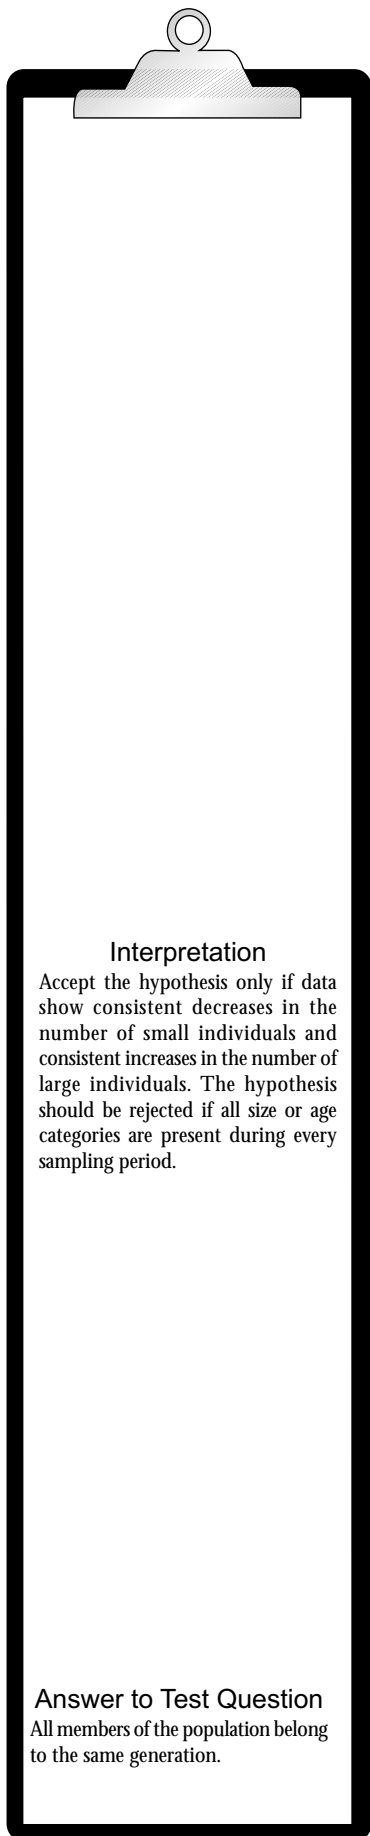 Interpretation
Accept the hypothesis only if data
show consistent decreases in the
number of small individuals and
consistent increases in the number of
large individuals. The hypothesis
should be rejected if all size or age
categories are present during every
sampling period.
Answer to Test Question
All members of the population belong
to the same generation.